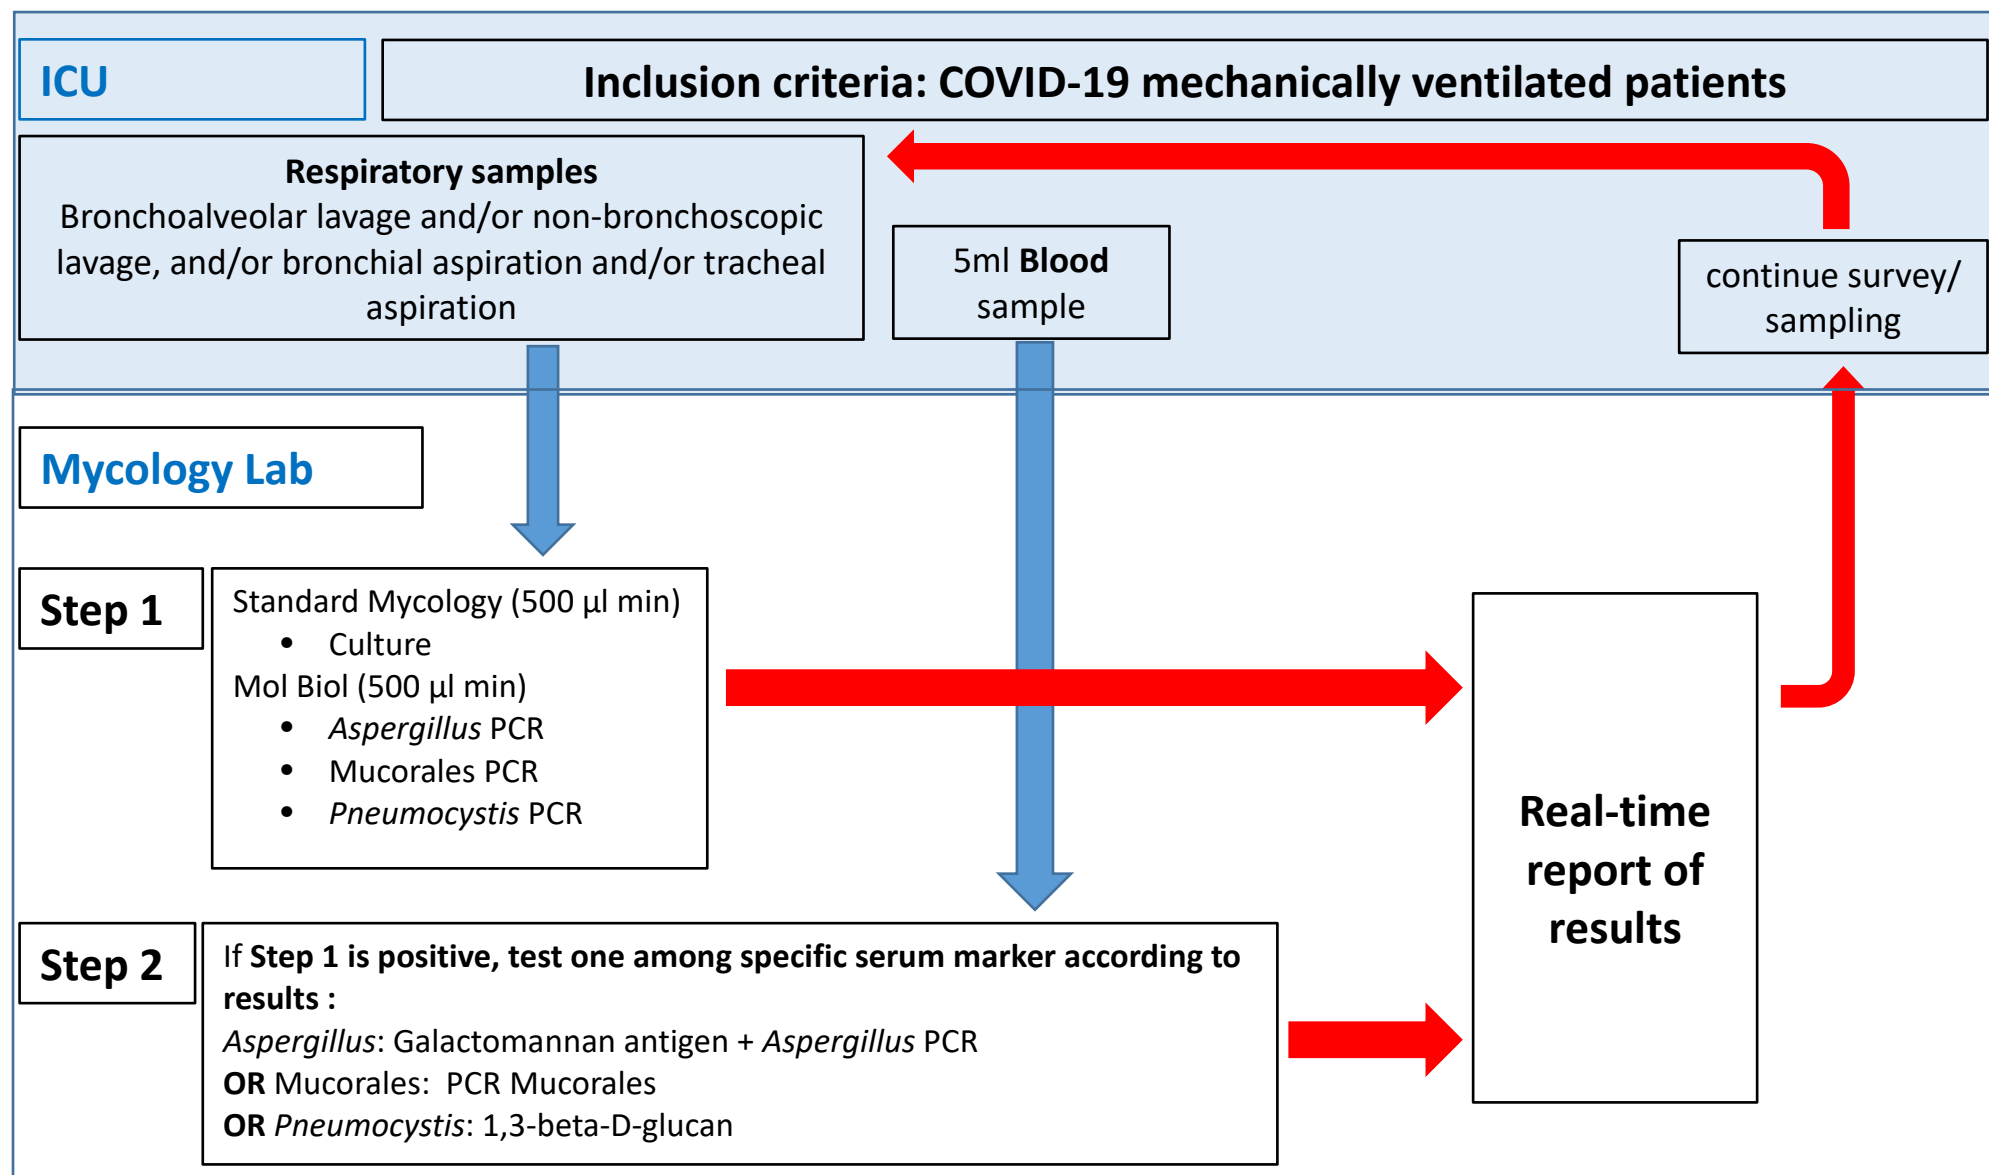 ICU
Inclusion criteria: COVID-19 mechanically ventilated patients
Respiratory samples
Bronchoalveolar lavage and/or non-bronchoscopic
lavage, and/or bronchial aspiration and/or tracheal
aspiration
5ml Blood
sample
continue survey/
sampling
Mycology Lab
Step 1
Standard Mycology (500 µl min)
• Culture
Mol Biol (500 µl min)
• Aspergillus PCR
• Mucorales PCR
• Pneumocystis PCR
Real-time
report of
results
Step 2
If Step 1 is positive, test one among specific serum marker according to
results :
Aspergillus: Galactomannan antigen + Aspergillus PCR
OR Mucorales: PCR Mucorales
OR Pneumocystis: 1,3-beta-D-glucan